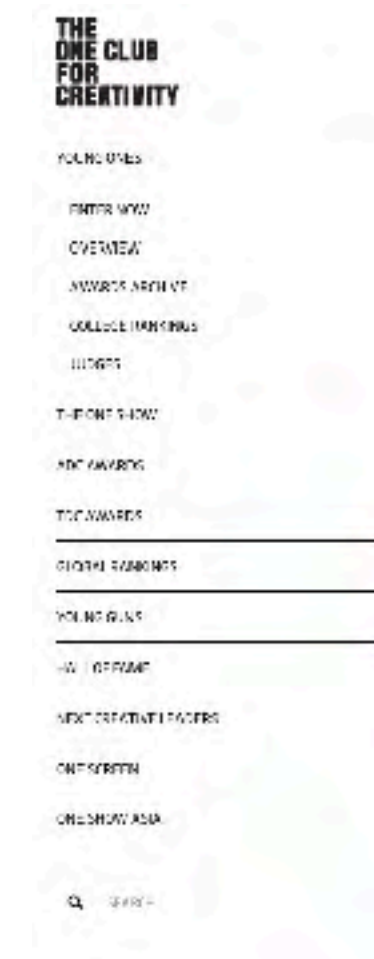 THE
ONE CLUB
FOR
CREATIVITY
YOUNG ONES
ENTER NOW
OVERVIEW
AWARDS ARCHIVE
COLLEGE RANKINGS
JUDGES
THE ONE SHOW
ADC AWARDS
TDC AWARDS
GLOBAL RANKINGS
YOUNG GUNS
HALL OF FAME
NEXT CREATIVE LEADERS
ONE SCREEN
ONE SHOW ASIA
SEARCH